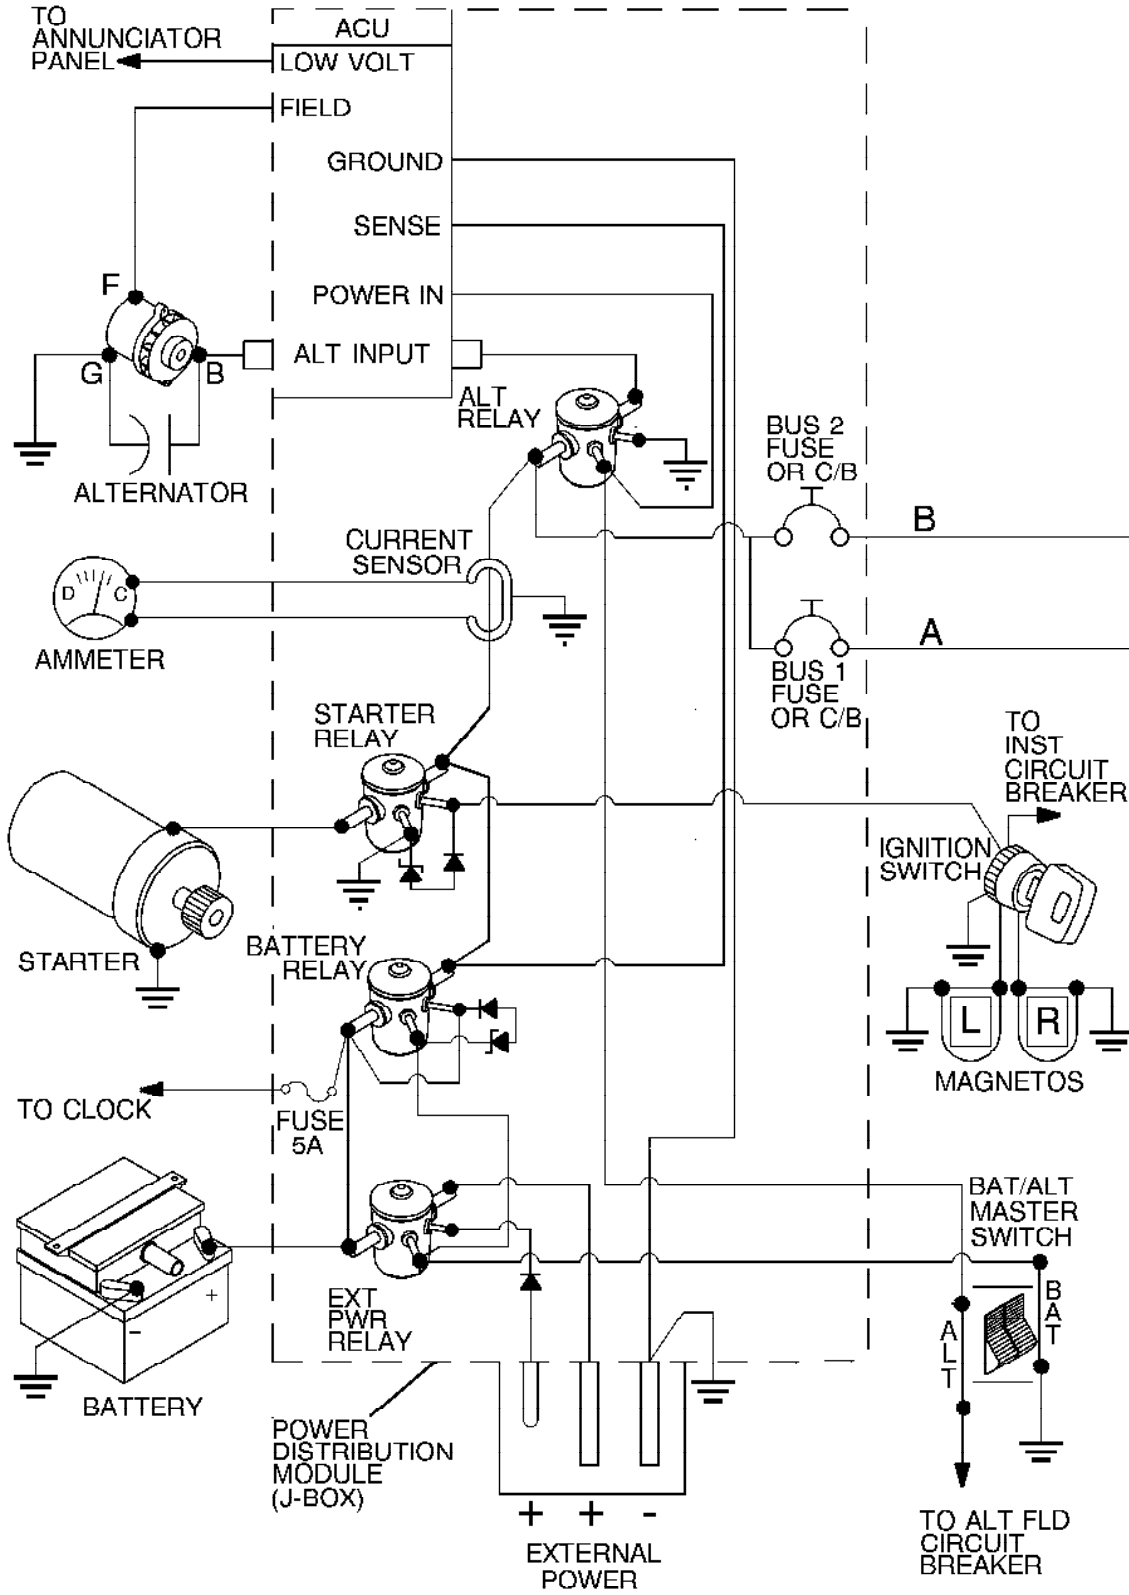 TO
ANNUNCIATOR
PANEL
ACU
LOW VOLT
FIELD
GROUND
SENSE
POWER IN
ALT INPUT
F
G
B
ALTERNATOR
ALT
RELAY
BUS 2
FUSE
OR C/B
B
CURRENT
SENSOR
D
C
AMMETER
A
BUS 1
FUSE
OR C/B
STARTER
RELAY
TO
INST
CIRCUIT
BREAKER
IGNITION
SWITCH
STARTER
BATTERY
RELAY
L
R
MAGNETOS
TO CLOCK
FUSE
5A
BAT/ALT
MASTER
SWITCH
+
-
BATTERY
EXT
PWR
RELAY
ALT
BAT
POWER
DISTRIBUTION
MODULE
(J-BOX)
+ + -
EXTERNAL
POWER
TO ALT FLD
CIRCUIT
BREAKER